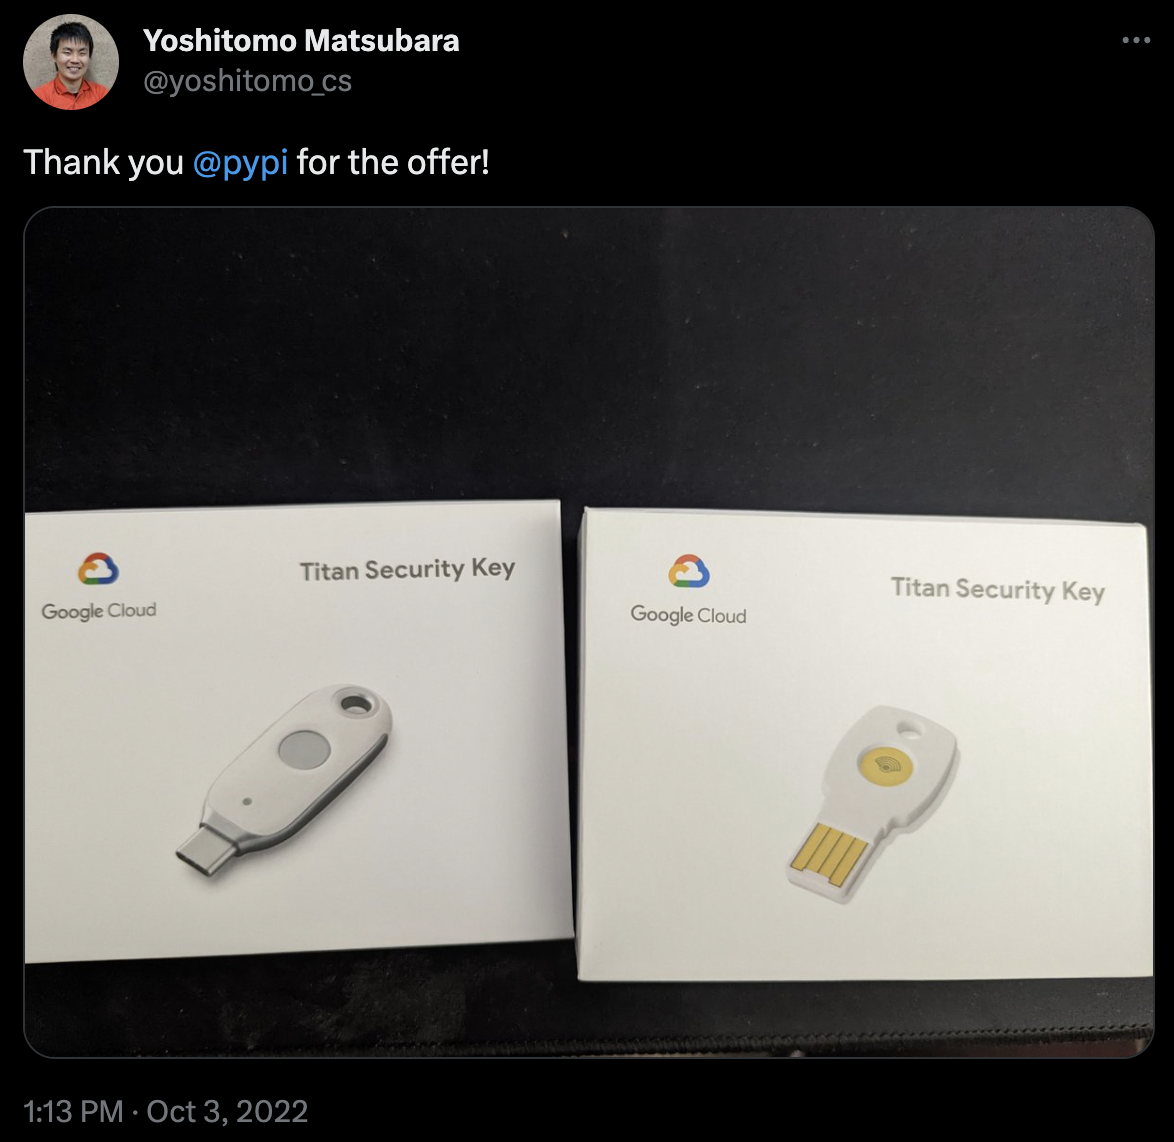 Yoshitomo Matsubara
@yoshitomo_cs
Thank you @pypi for the offer!
Google Cloud
Titan Security Key
Google Cloud
Titan Security Key
1:13 PM · Oct 3, 2022